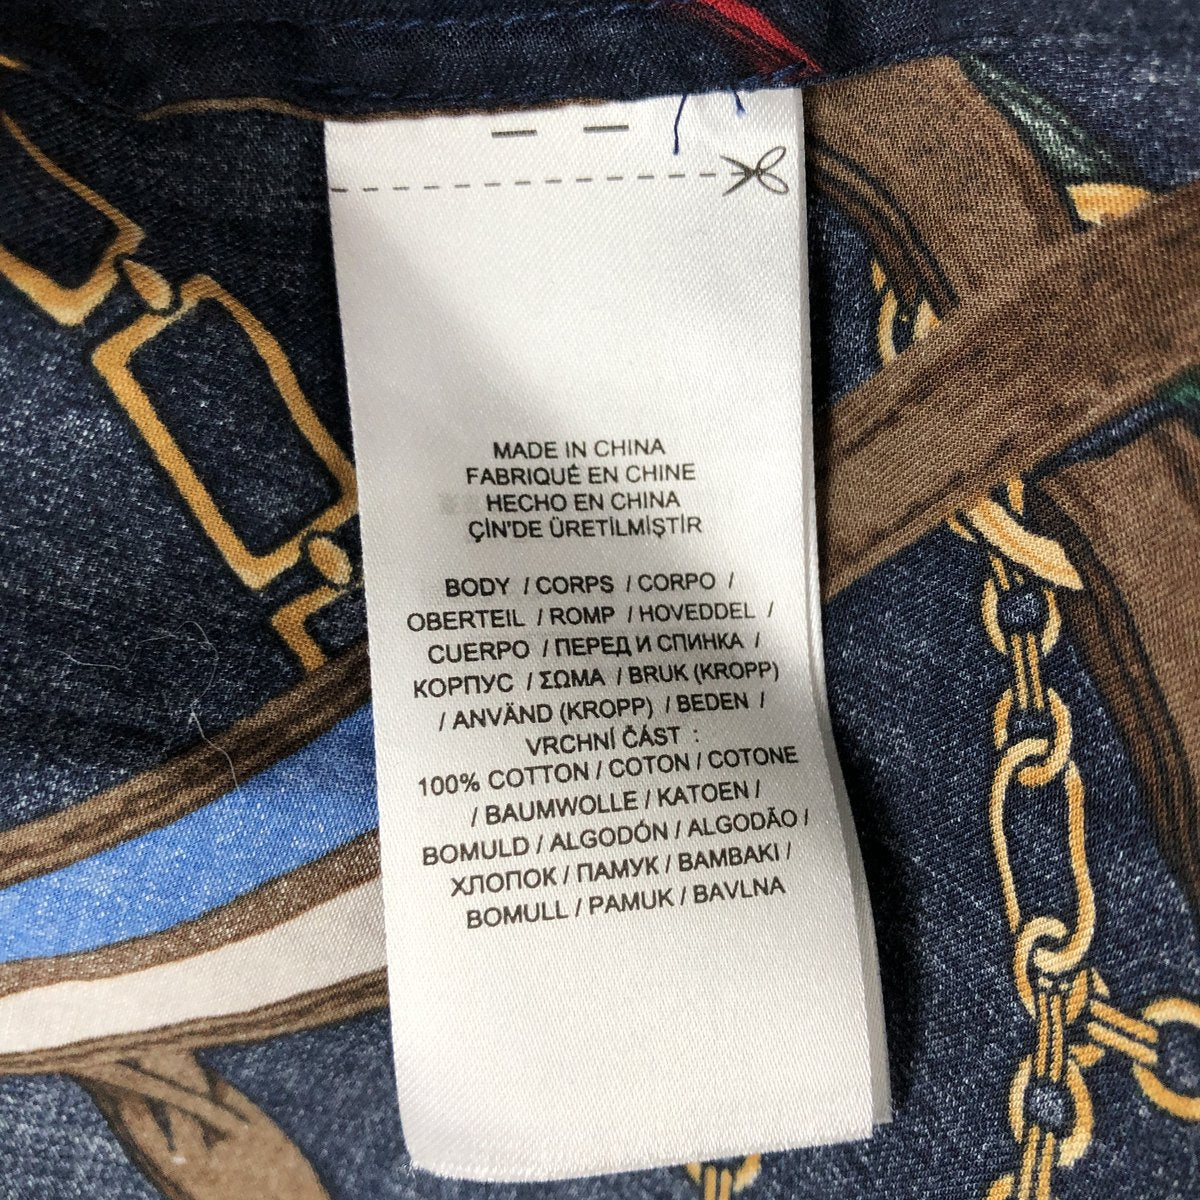 MADE IN CHINA
FABRIQUÉ EN CHINE
HECHO EN CHINA
ÇİN'DE ÜRETİLMİŞTİR
BODY / CORPS / CORPO /
OBERTEIL / ROMP / HOVEDDEL /
CUERPO / ПЕРЕД И СПИНКА /
КОРПУС / ΣΩΜΑ / BRUK (KROPP)
/ ANVÄND (KROPP) / BEDEN /
VRCHNÍ ČÁST :
100% COTTON / COTON / COTONE
/ BAUMWOLLE / KATOEN /
BOMULD / ALGODÓN / ALGODÃO /
ХЛОПОК / ПАМУК / ΒΑΜΒΑΚΙ /
BOMULL / PAMUK / BAVLNA